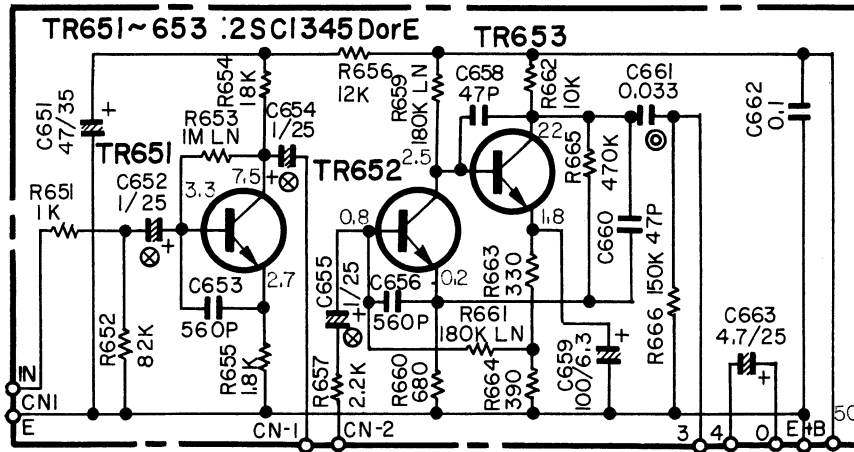 TR651~653 :2SC1345 DorE
TR653
C651
47/35
R654
18K
R656
12K
R659
180K LN
C658
47P
R662
10K
C661
0.033
C662
0.1
R653
1M LN
C654
1/25
TR651
TR652
R651
1K
C652
1/25
3.3
7.5
2.5
22
R665
470K
0.8
1.8
C660
47P
2.7
C653
560P
C655
1/25
C656
560P
0.2
R663
330
R666
150K
R652
82K
R655
1.8K
R657
2.2K
R661
180K LN
R660
680
R664
390
C659
100/6.3
C663
4.7/25
IN
CN1
E
CN-1
CN-2
3
4
0
E
+B
50